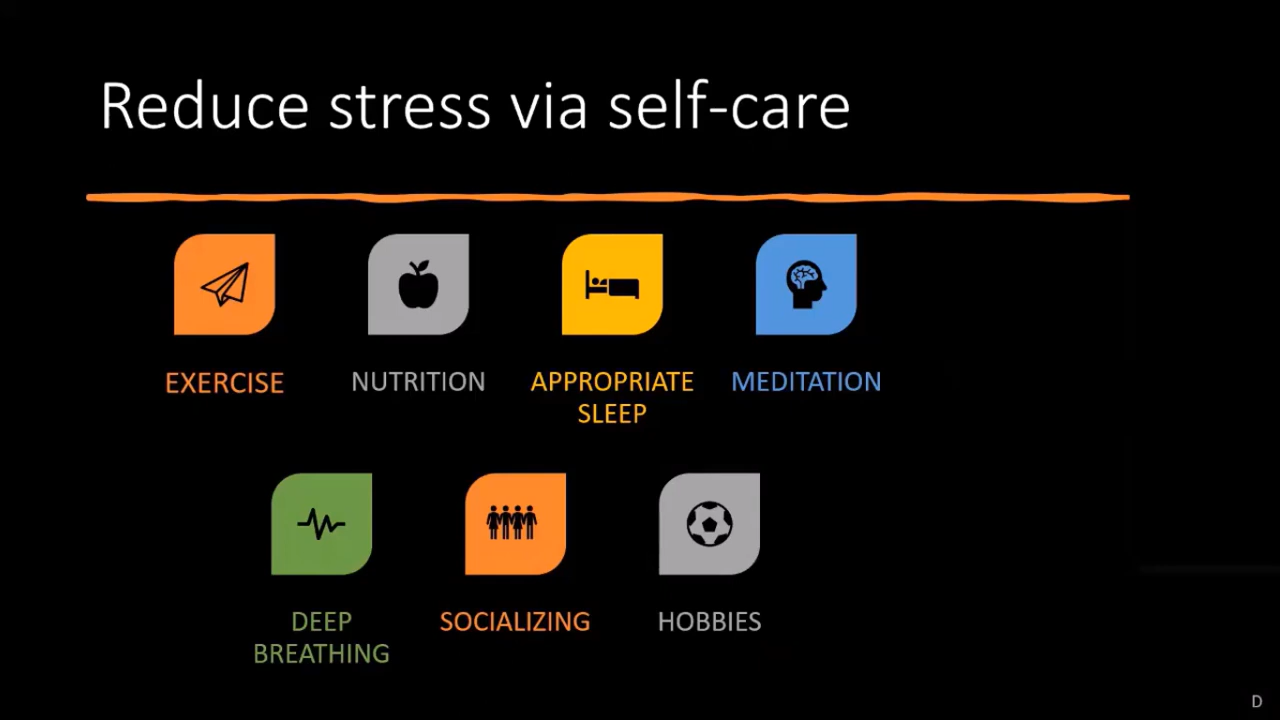 Reduce stress via self-care
EXERCISE
NUTRITION
APPROPRIATE
SLEEP
MEDITATION
DEEP
BREATHING
SOCIALIZING
HOBBIES
D